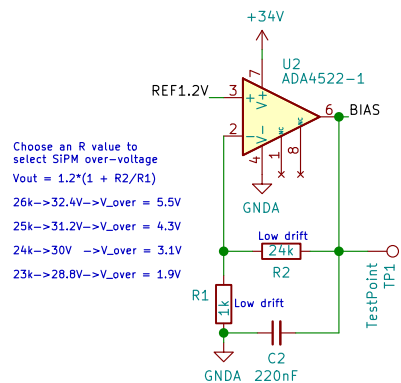 +34V
U2
ADA4522-1
REF1.2V
3
7
6
BIAS
+
V+
2
-
V-
NC
NC
4
1
8
GNDA
Choose an R value to
select SiPM over-voltage
Vout = 1.2*(1 + R2/R1)
26k->32.4V->V_over = 5.5V
25k->31.2V->V_over = 4.3V
24k->30V ->V_over = 3.1V
23k->28.8V->V_over = 1.9V
Low drift
24k
R2
R1
1k
Low drift
TestPoint
TP1
C2
220nF
GNDA